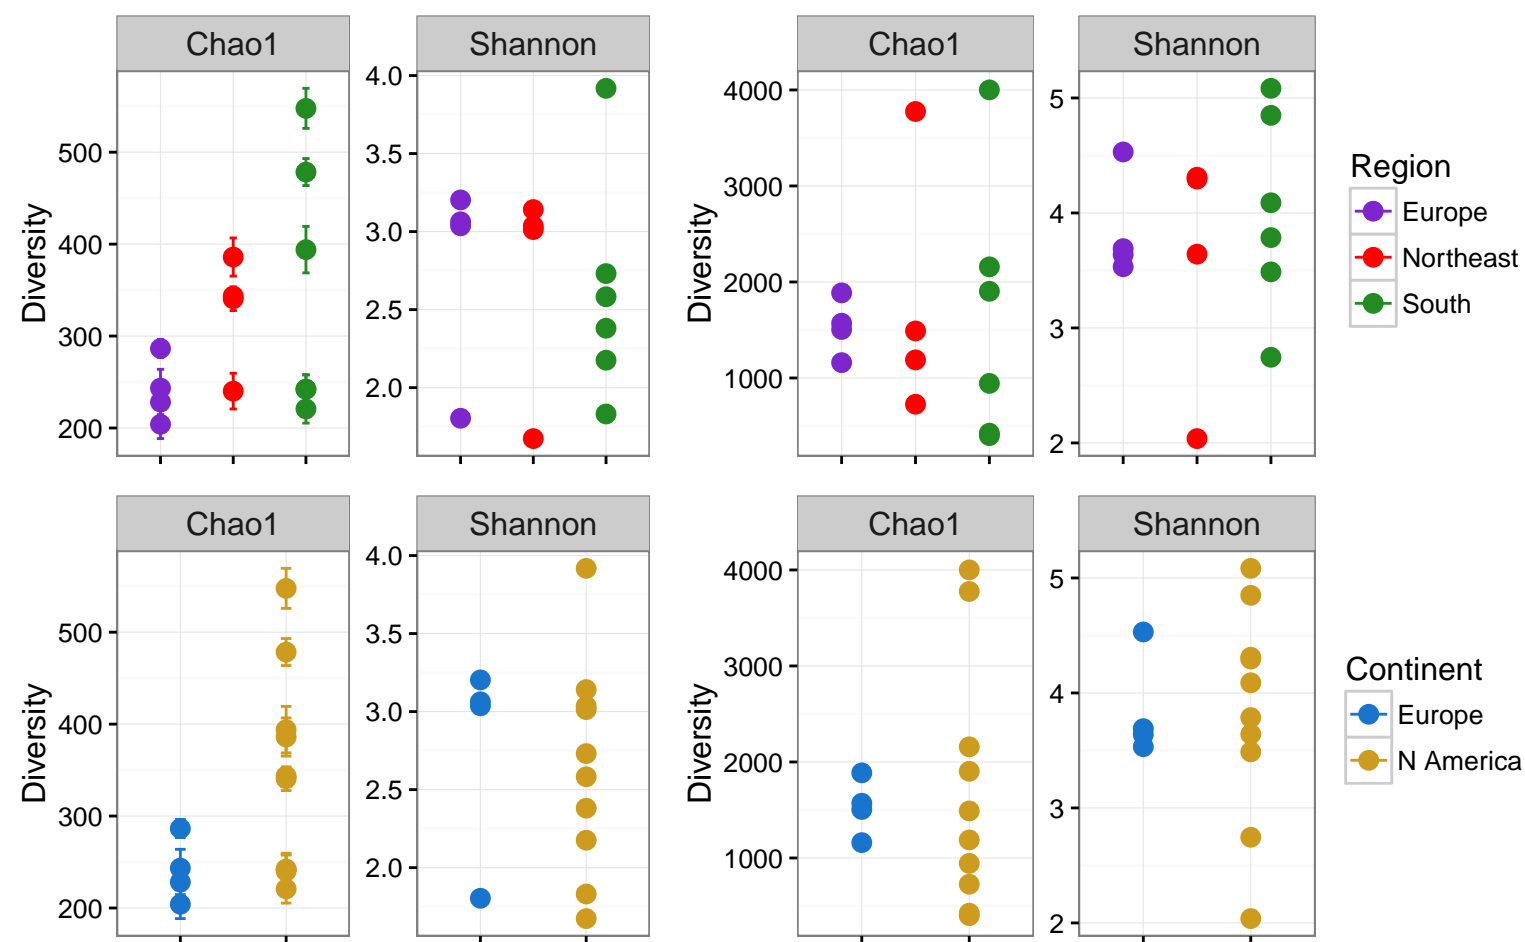 Chao1 Shannon Chao1 Shannon
Diversity
500
400
300
200
4.0
3.5
3.0
2.5
2.0
Diversity
4000
3000
2000
1000
5
4
3
2
Region
Europe
Northeast
South
Chao1 Shannon Chao1 Shannon
Diversity
500
400
300
200
4.0
3.5
3.0
2.5
2.0
Diversity
4000
3000
2000
1000
5
4
3
2
Continent
Europe
N America